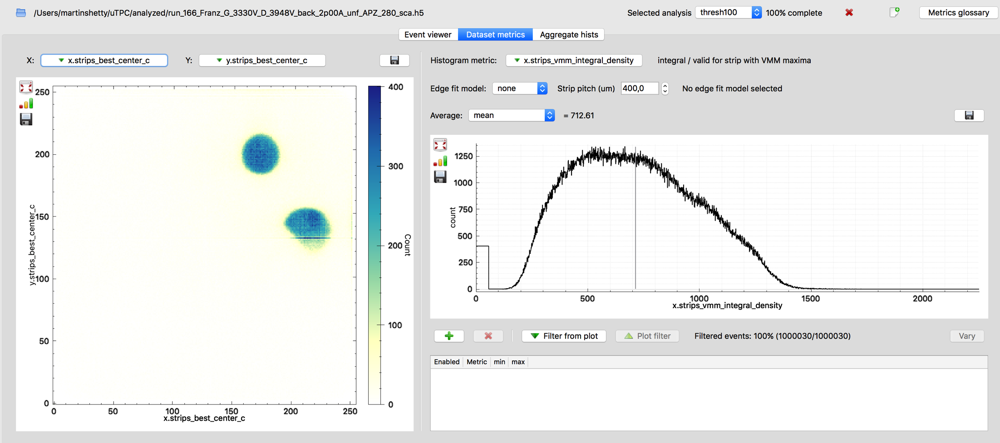 /Users/martinshetty/uTPC/analyzed/run_166_Franz_G_3330V_D_3948V_back_2p00A_unf_APZ_280_sca.h5
Selected analysis thresh100 100% complete Metrics glossary
Event viewer Dataset metrics Aggregate hists
X: x.strips_best_center_c Y: y.strips_best_center_c
250
200
150
100
50
0
y.strips_best_center_c
0 50 100 150 200 250
x.strips_best_center_c
400
300
200
100
0
Count
Histogram metric: x.strips_vmm_integral_density integral / valid for strip with VMM maxima
Edge fit model: none Strip pitch (um) 400,0 No edge fit model selected
Average: mean = 712.61
1250
1000
750
500
250
0
count
0 500 1000 1500 2000
x.strips_vmm_integral_density
Filter from plot Plot filter Filtered events: 100% (1000030/1000030) Vary
Enabled Metric min max